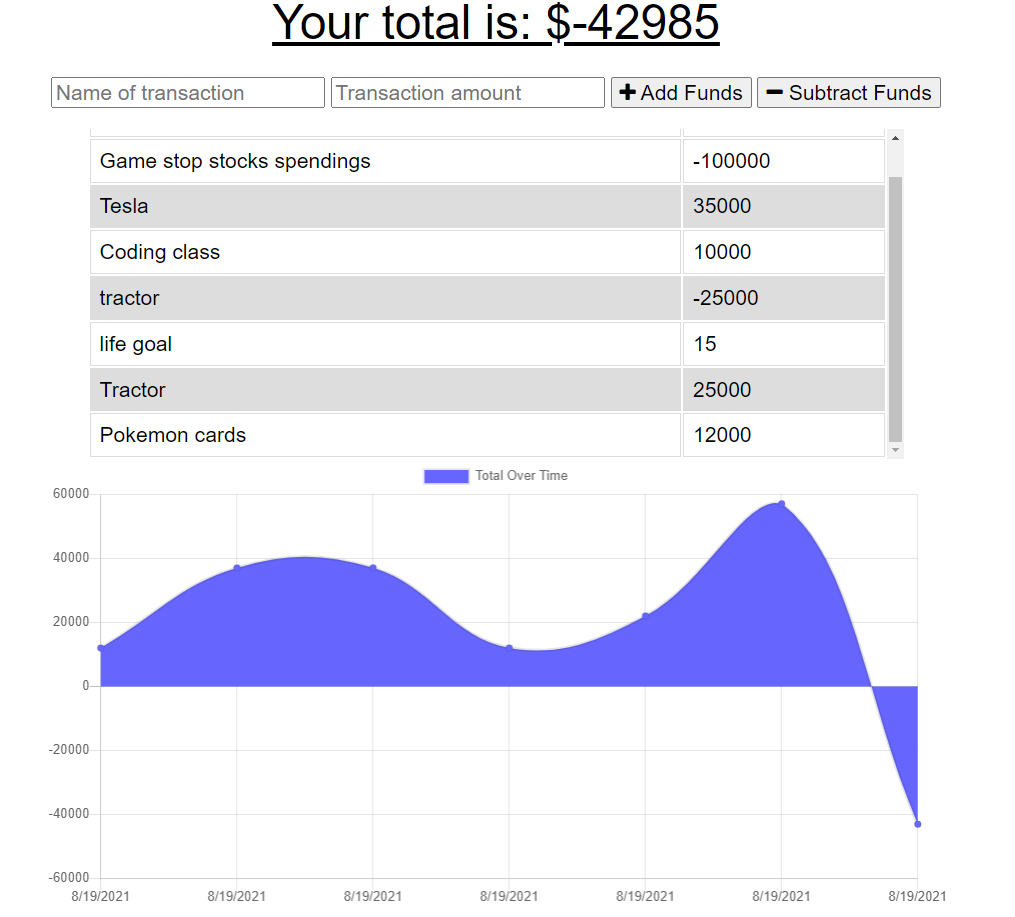 Your total is: $-42985
Name of transaction Transaction amount + Add Funds − Subtract Funds
Game stop stocks spendings -100000
Tesla 35000
Coding class 10000
tractor -25000
life goal 15
Tractor 25000
Pokemon cards 12000
Total Over Time
60000
40000
20000
0
-20000
-40000
-60000
8/19/2021 8/19/2021 8/19/2021 8/19/2021 8/19/2021 8/19/2021 8/19/2021